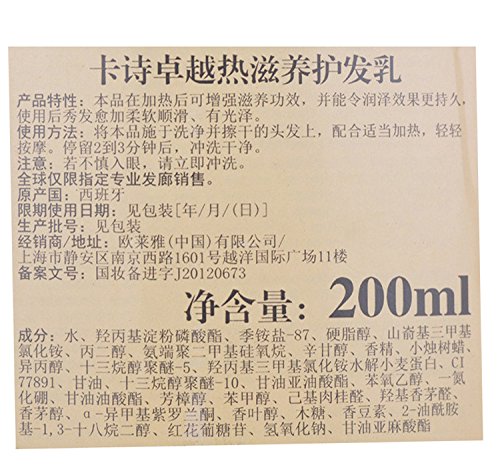 卡诗卓越热滋养护发乳
产品特性：本品在加热后可增强滋养功效，并能令润泽效果更持久，
使用后秀发愈加柔软顺滑、有光泽。
使用方法：将本品施于洗净并擦干的头发上，配合适当加热，轻轻
按摩。停留2到3分钟后，冲洗干净。
注意：若不慎入眼，请立即冲洗。
全球仅限指定专业发廊销售。
原产国：西班牙
限期使用日期：见包装[年/月/(日)]
生产批号：见包装
经销商/地址：欧莱雅(中国)有限公司/
上海市静安区南京西路1601号越洋国际广场11楼
备案文号：国妆备进字J20120673
净含量：200ml
成分：水、羟丙基淀粉磷酸酯、季铵盐-87、硬脂醇、山嵛基三甲基
氯化铵、丙二醇、氨端聚二甲基硅氧烷、辛甘醇、香精、小烛树蜡、
异丙醇、十三烷醇聚醚-5、羟丙基三甲基氯化铵水解小麦蛋白、CI
77891、甘油、十三烷醇聚醚-10、甘油亚油酸酯、苯氧乙醇、一氮
化硼、甘油油酸酯、芳樟醇、苯甲醇、己基肉桂醛、羟基香茅醛、
香茅醇、α-异甲基紫罗兰酮、香叶醇、木糖、香豆素、2-油酰胺
基-1,3-十八烷二醇、红花葡糖苷、氢氧化钠、甘油亚麻酸酯